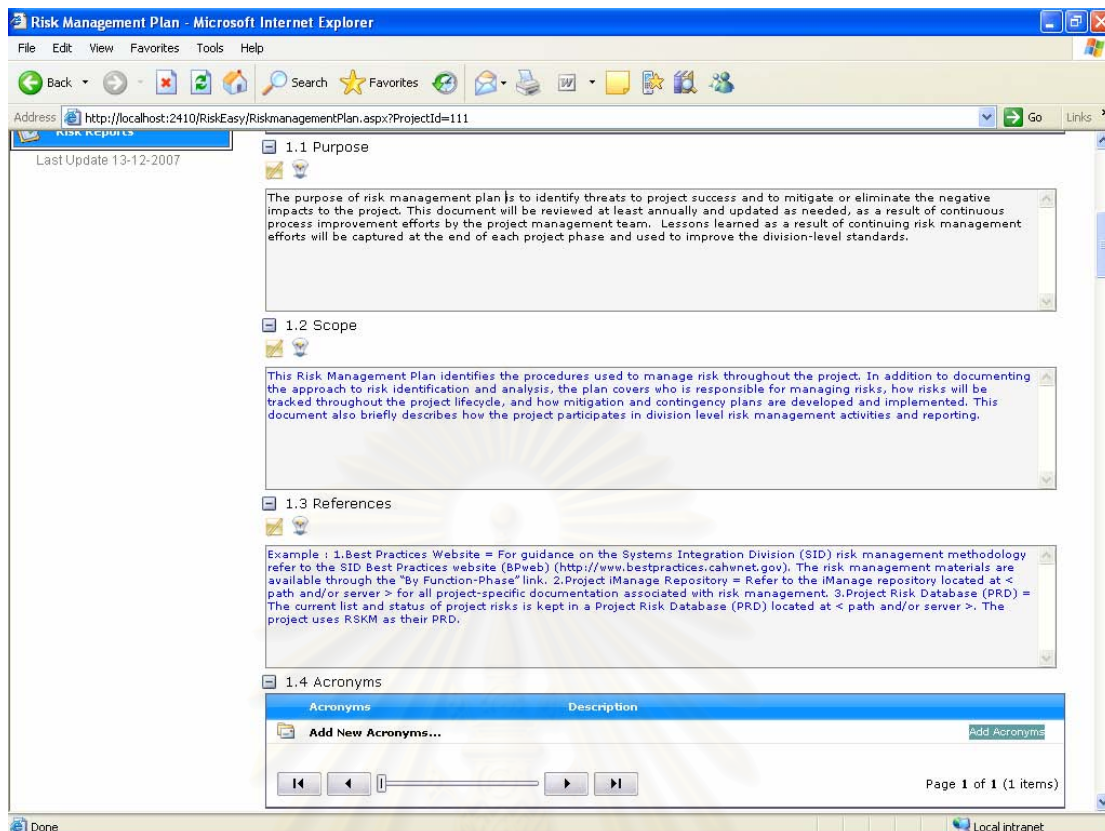 Risk Management Plan - Microsoft Internet Explorer
File Edit View Favorites Tools Help
Back Search Favorites
Address http://localhost:2410/RiskEasy/RiskmanagementPlan.aspx?ProjectId=111 Go Links
Risk Reports
Last Update 13-12-2007
1.1 Purpose
The purpose of risk management plan is to identify threats to project success and to mitigate or eliminate the negative
impacts to the project. This document will be reviewed at least annually and updated as needed, as a result of continuous
process improvement efforts by the project management team. Lessons learned as a result of continuing risk management
efforts will be captured at the end of each project phase and used to improve the division-level standards.
1.2 Scope
This Risk Management Plan identifies the procedures used to manage risk throughout the project. In addition to documenting
the approach to risk identification and analysis, the plan covers who is responsible for managing risks, how risks will be
tracked throughout the project lifecycle, and how mitigation and contingency plans are developed and implemented. This
document also briefly describes how the project participates in division level risk management activities and reporting.
1.3 References
Example : 1.Best Practices Website = For guidance on the Systems Integration Division (SID) risk management methodology
refer to the SID Best Practices website (BPweb) (http://www.bestpractices.cahwnet.gov). The risk management materials are
available through the "By Function-Phase" link. 2.Project iManage Repository = Refer to the iManage repository located at <
path and/or server > for all project-specific documentation associated with risk management. 3.Project Risk Database (PRD) =
The current list and status of project risks is kept in a Project Risk Database (PRD) located at < path and/or server >. The
project uses RSKM as their PRD.
1.4 Acronyms
Acronyms Description
Add New Acronyms... Add Acronyms
Page 1 of 1 (1 items)
Done Local intranet